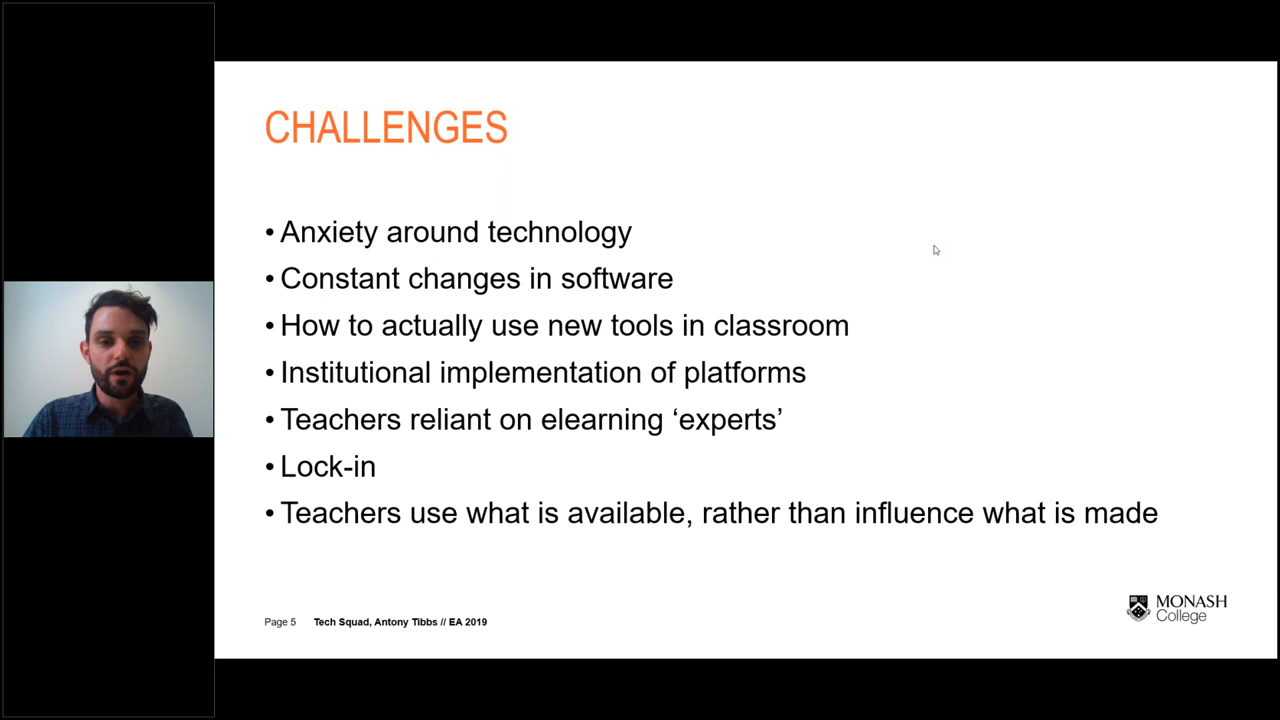 CHALLENGES
• Anxiety around technology
• Constant changes in software
• How to actually use new tools in classroom
• Institutional implementation of platforms
• Teachers reliant on elearning ‘experts’
• Lock-in
• Teachers use what is available, rather than influence what is made
Page 5 Tech Squad, Antony Tibbs // EA 2019
MONASH
College